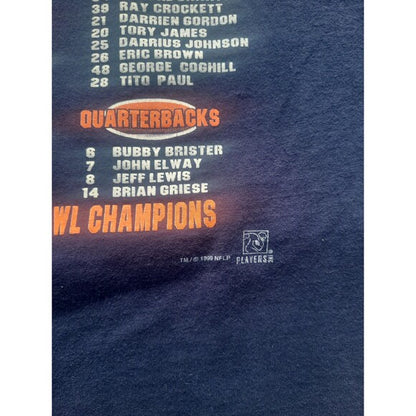 39 RAY CROCKETT
21 DARRIEN GORDON
20 TORY JAMES
25 DARRIUS JOHNSON
26 ERIC BROWN
48 GEORGE COGHILL
28 TITO PAUL
QUARTERBACKS
6 BUBBY BRISTER
7 JOHN ELWAY
8 JEFF LEWIS
14 BRIAN GRIESE
WL CHAMPIONS
TM / © 1999 NFLP
PLAYERS INC